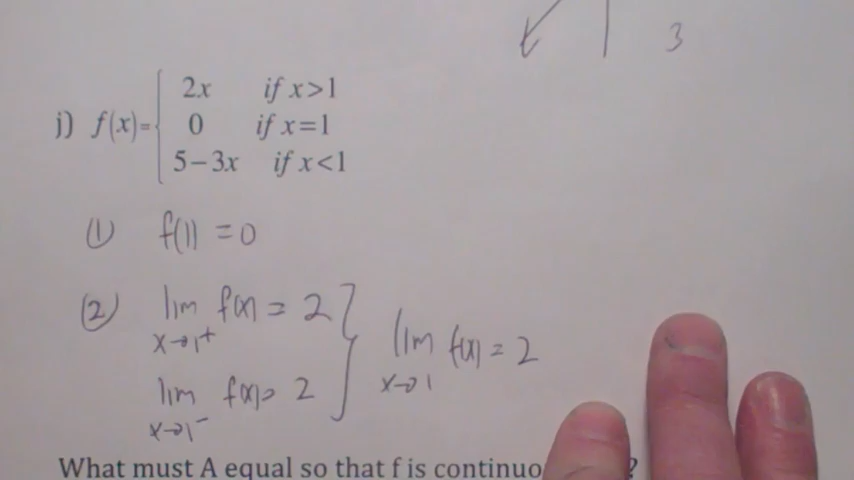 3
j) f(x)= { 2x if x>1
0 if x=1
5-3x if x<1
(1) f(1) = 0
(2) lim x→1+ f(x) = 2 } lim x→1 f(x) = 2
lim x→1- f(x) = 2
What must A equal so that f is ?